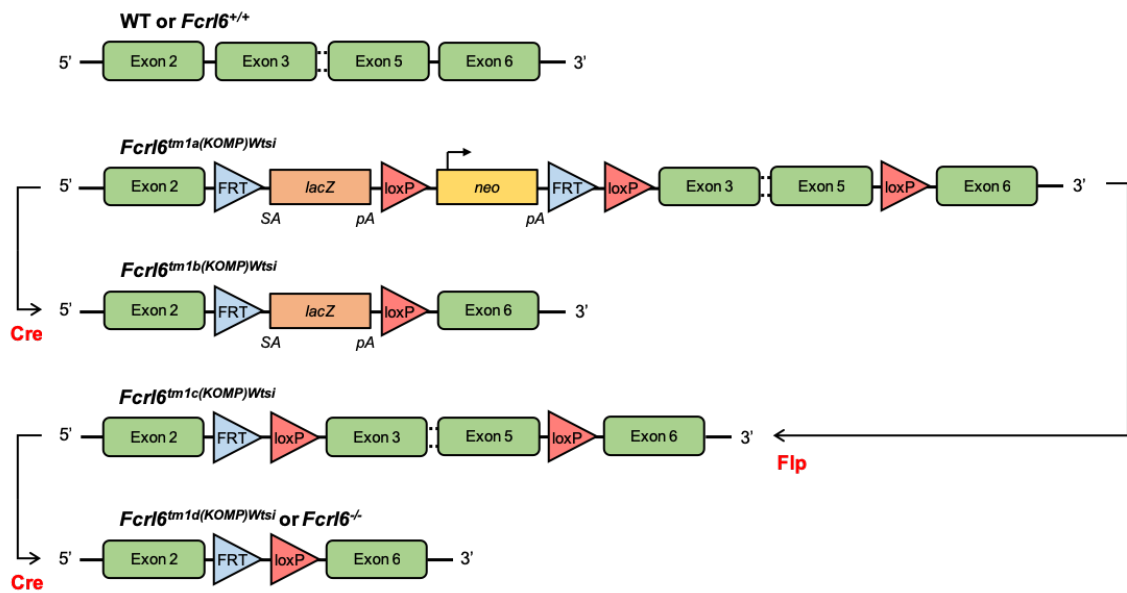 WT or Fcrl6+/+
5’ Exon 2 Exon 3 Exon 5 Exon 6 3’
Fcrl6tm1a(KOMP)Wtsi
5’ Exon 2 FRT lacZ loxP neo FRT loxP Exon 3 Exon 5 loxP Exon 6 3’
SA pA pA
Fcrl6tm1b(KOMP)Wtsi
5’ Exon 2 FRT lacZ loxP Exon 6 3’
Cre
SA pA
Fcrl6tm1c(KOMP)Wtsi
5’ Exon 2 FRT loxP Exon 3 Exon 5 loxP Exon 6 3’
Flp
Fcrl6tm1d(KOMP)Wtsi or Fcrl6-/-
5’ Exon 2 FRT loxP Exon 6 3’
Cre